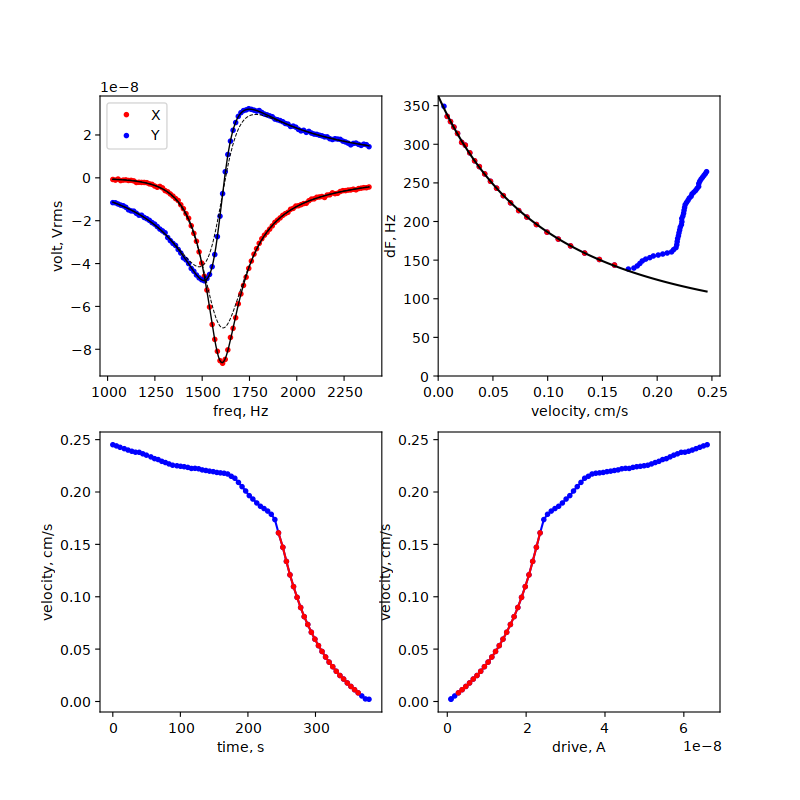 1e−8
X
Y
2
0
−2
−4
−6
−8
volt, Vrms
1000 1250 1500 1750 2000 2250
freq, Hz
350
300
250
200
150
100
50
0
dF, Hz
0.00 0.05 0.10 0.15 0.20 0.25
velocity, cm/s
0.25
0.20
0.15
0.10
0.05
0.00
velocity, cm/s
0 100 200 300
time, s
0.25
0.20
0.15
0.10
0.05
0.00
velocity, cm/s
0 2 4 6
drive, A
1e−8